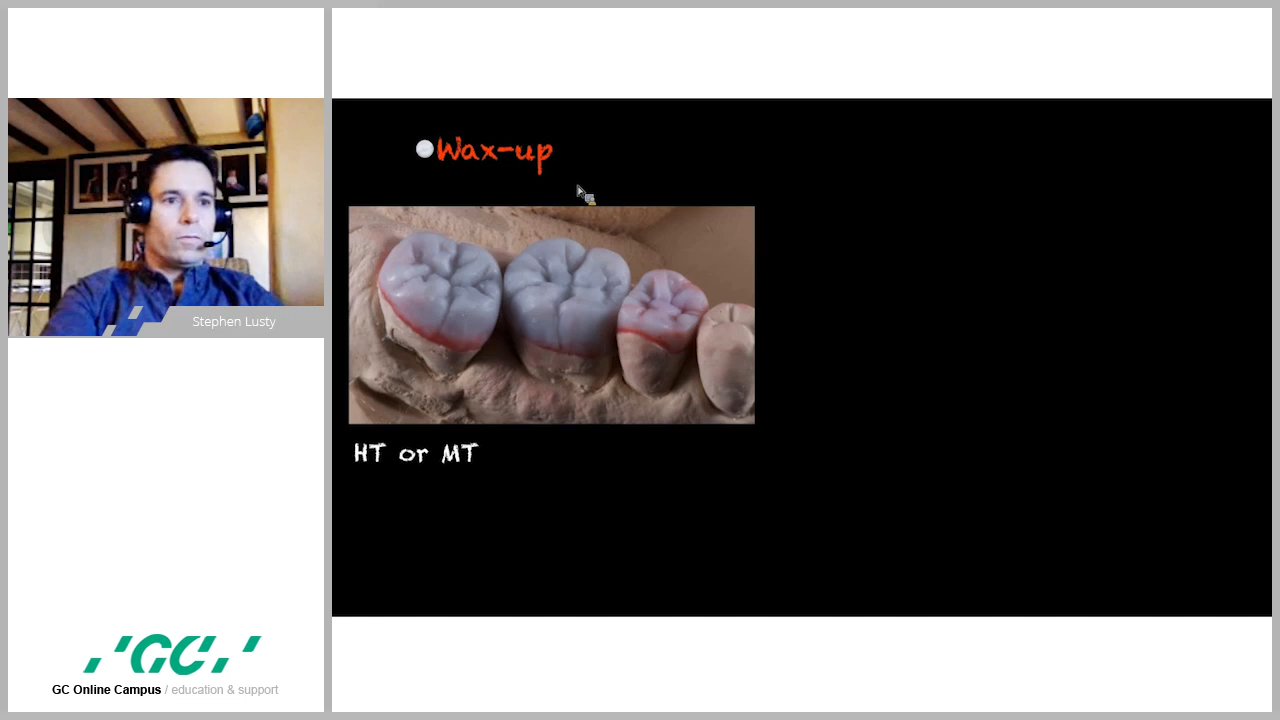 Wax-up
HT or MT
Stephen Lusty
GC
GC Online Campus / education & support